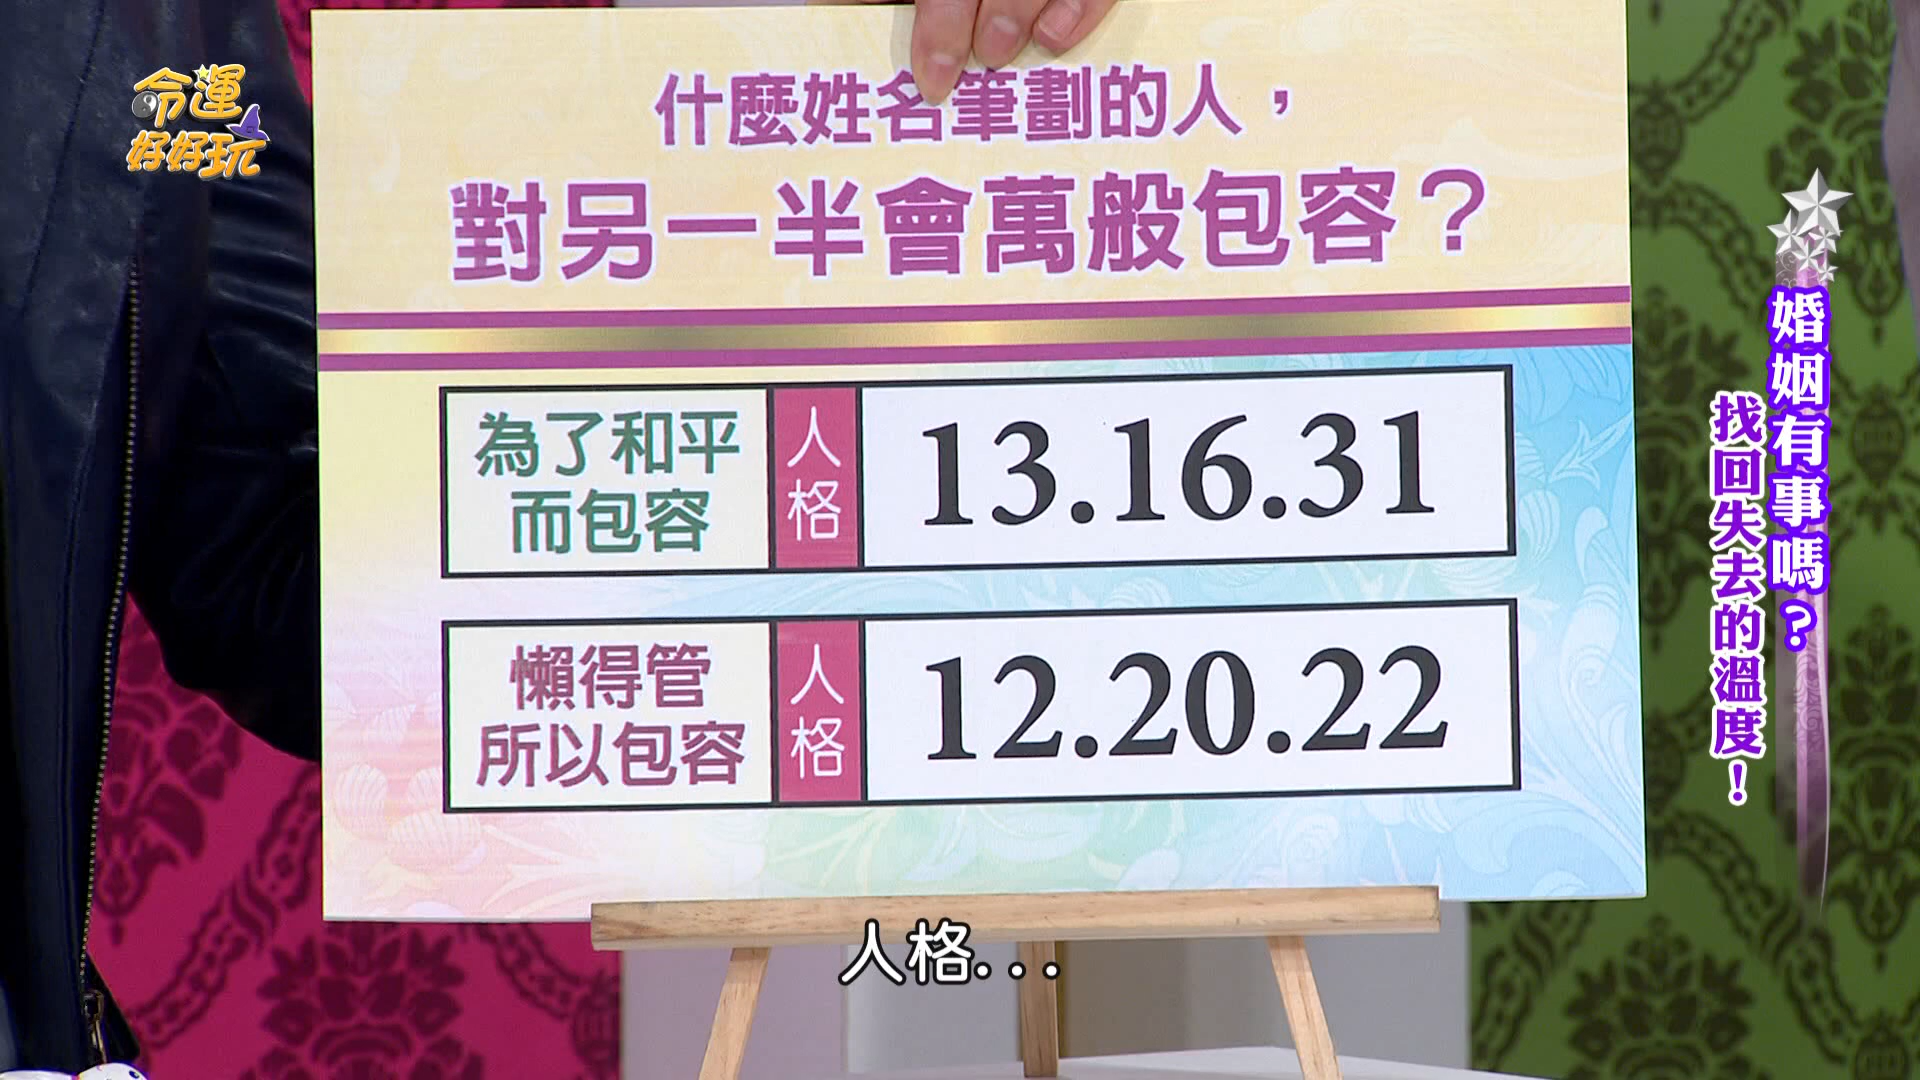 命運
好好玩
什麼姓名筆劃的人，
對另一半會萬般包容？
為了和平
而包容
人格
13.16.31
懶得管
所以包容
人格
12.20.22
婚姻有事嗎？
找回失去的溫度！
人格...